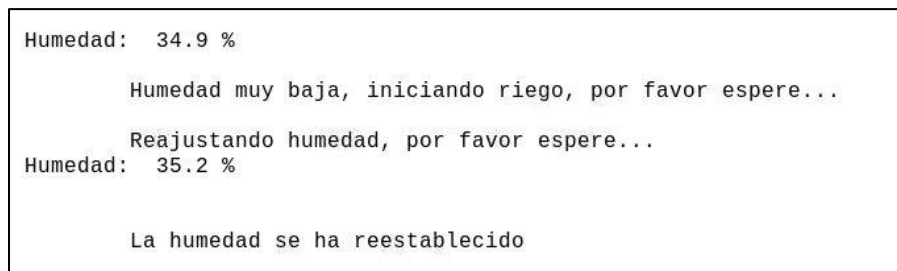 Humedad:  34.9 %
Humedad muy baja, iniciando riego, por favor espere...
Reajustando humedad, por favor espere...
Humedad:  35.2 %
La humedad se ha reestablecido